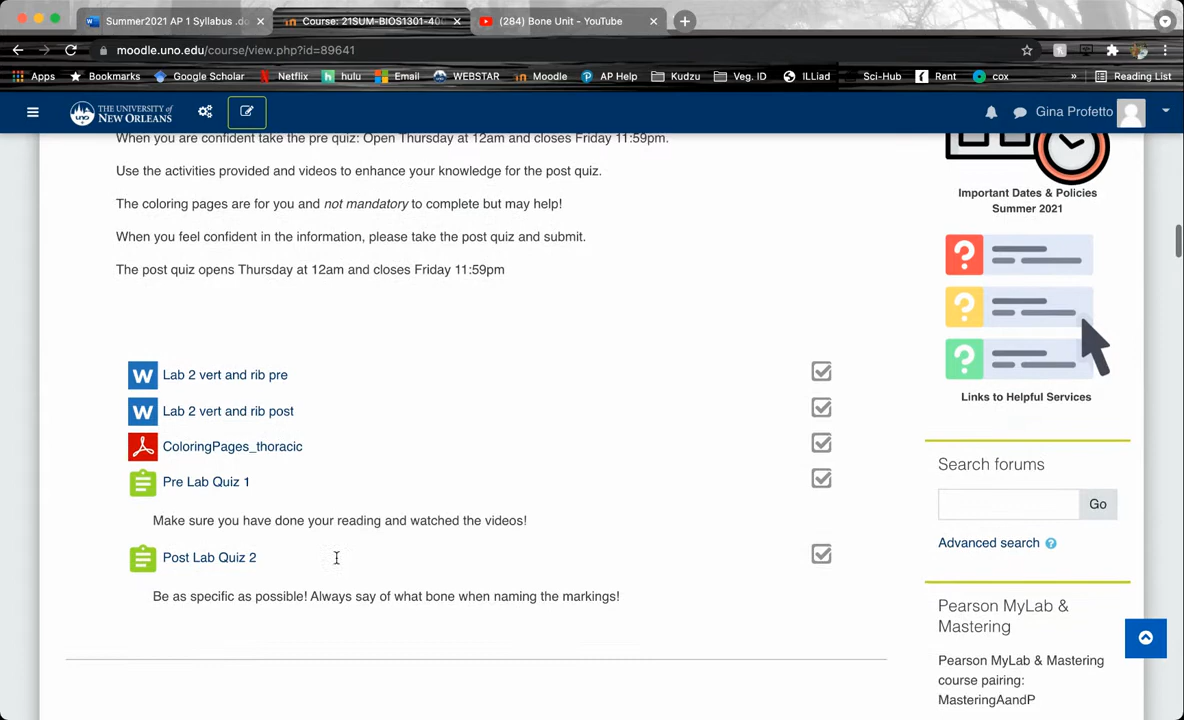 Summer2021 AP 1 Syllabus .do
Course: 21SUM-BIOS1301-40
(284) Bone Unit - YouTube
moodle.uno.edu/course/view.php?id=89641
Apps
Bookmarks
Google Scholar
Netflix
hulu
Email
WEBSTAR
Moodle
AP Help
Kudzu
Veg. ID
ILLiad
Sci-Hub
Rent
cox
»
Reading List
THE UNIVERSITY of
NEW ORLEANS
Gina Profetto
When you are confident take the pre quiz: Open Thursday at 12am and closes Friday 11:59pm.
Use the activities provided and videos to enhance your knowledge for the post quiz.
The coloring pages are for you and not mandatory to complete but may help!
When you feel confident in the information, please take the post quiz and submit.
The post quiz opens Thursday at 12am and closes Friday 11:59pm
Lab 2 vert and rib pre
Lab 2 vert and rib post
ColoringPages_thoracic
Pre Lab Quiz 1
Make sure you have done your reading and watched the videos!
Post Lab Quiz 2
Be as specific as possible! Always say of what bone when naming the markings!
Important Dates & Policies
Summer 2021
Links to Helpful Services
Search forums
Go
Advanced search
Pearson MyLab &
Mastering
Pearson MyLab & Mastering
course pairing:
MasteringAandP